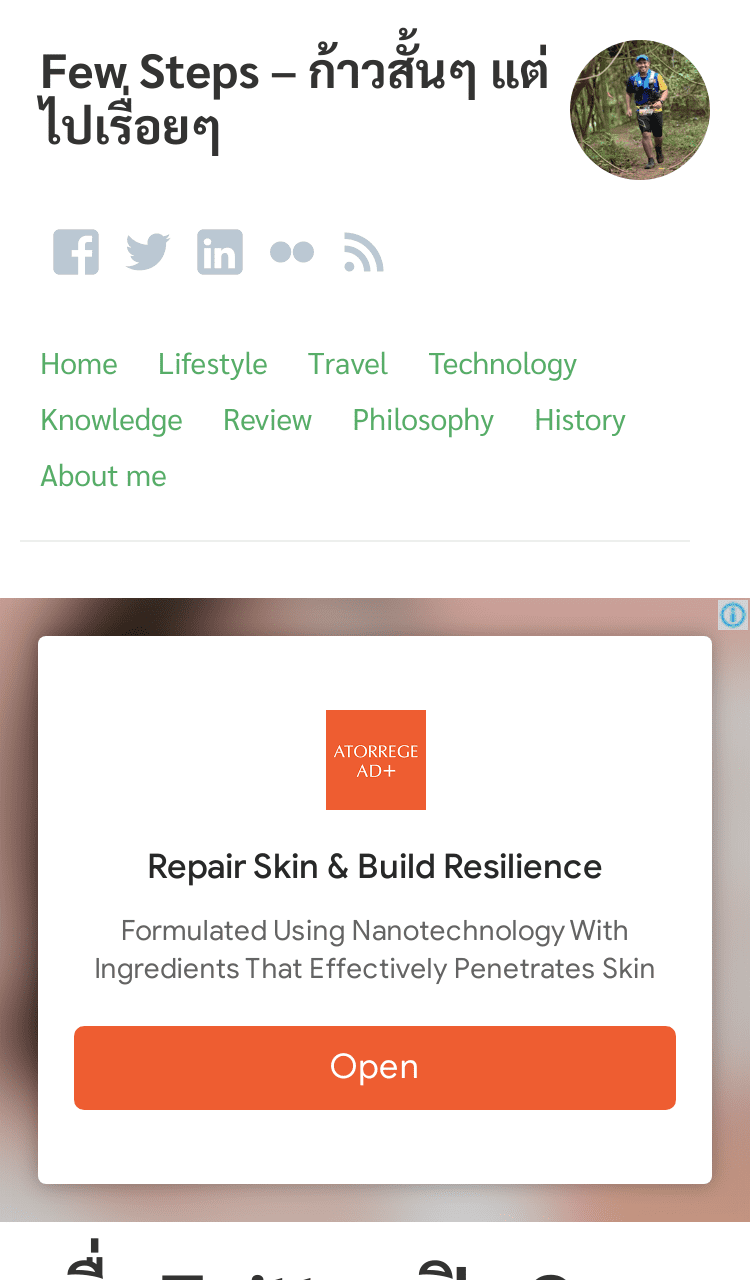 Few Steps – ก้าวสั้นๆ แต่
ไปเรื่อยๆ
Home Lifestyle Travel Technology
Knowledge Review Philosophy History
About me
ATORREGE
AD+
Repair Skin & Build Resilience
Formulated Using Nanotechnology With
Ingredients That Effectively Penetrates Skin
Open